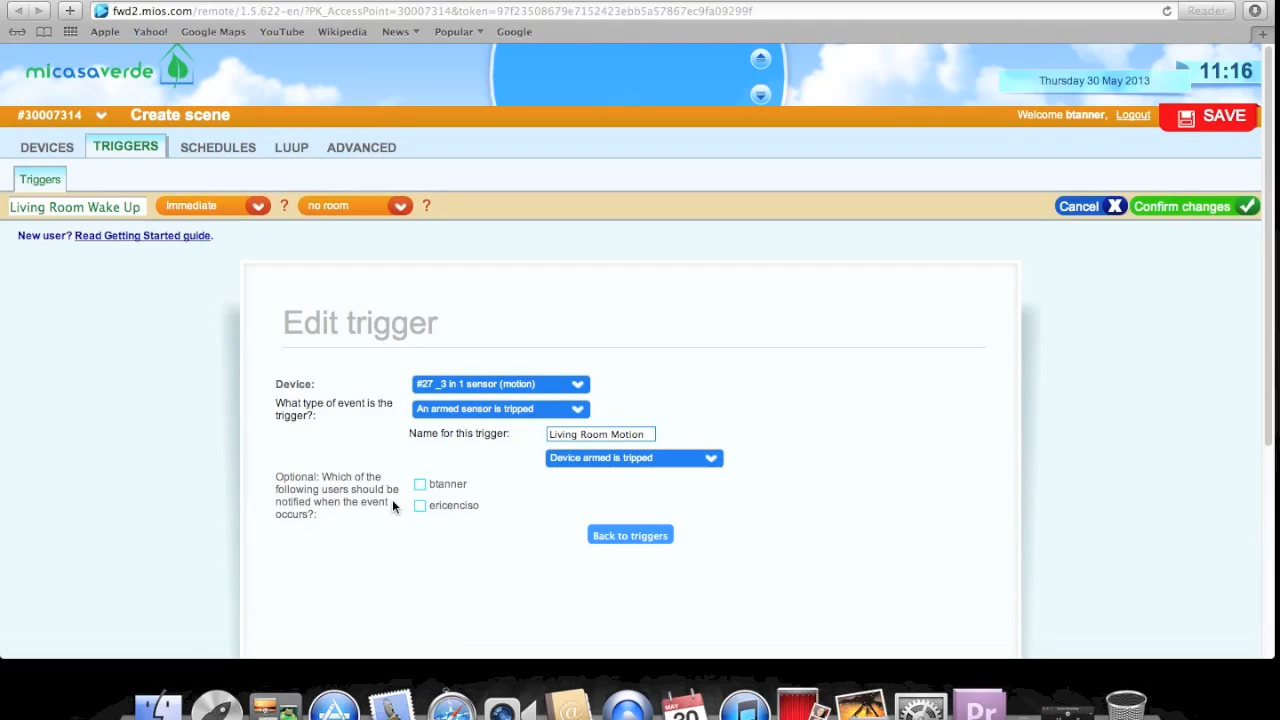 fwd2.mios.com/remote/1.5.622-en/?PK_AccessPoint=30007314&token=97f23508679e7152423ebb5a57867ec9fa09299f
Reader
Apple Yahoo! Google Maps YouTube Wikipedia News Popular Google
micasaverde
Thursday 30 May 2013
11:16
#30007314 Create scene Welcome btanner, Logout SAVE
DEVICES TRIGGERS SCHEDULES LUUP ADVANCED
Triggers
Living Room Wake Up Immediate ? no room ? Cancel X Confirm changes
New user? Read Getting Started guide.
Edit trigger
Device: #27 _3 in 1 sensor (motion)
What type of event is the
trigger?: An armed sensor is tripped
Name for this trigger: Living Room Motion
Device armed is tripped
Optional: Which of the
following users should be
notified when the event
occurs?:
btanner
ericenciso
Back to triggers
MAY
30
Pr